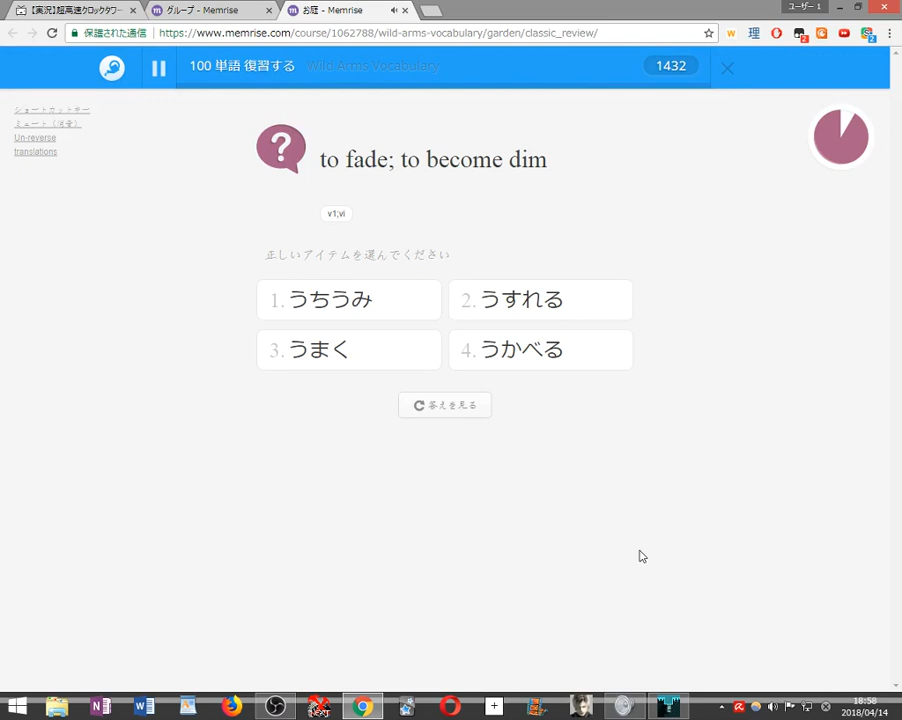 【実況】超高速クロックタワー
グループ - Memrise
お庭 - Memrise
ユーザー 1
保護された通信
https://www.memrise.com/course/1062788/wild-arms-vocabulary/garden/classic_review/
100 単語 復習する
Wild Arms Vocabulary
1432
ショートカットキー
ミュート（消音）
Un-reverse
translations
?
to fade; to become dim
v1;vi
正しいアイテムを選んでください
1. うちうみ
2. うすれる
3. うまく
4. うかべる
答えを見る
18:58
2018/04/14